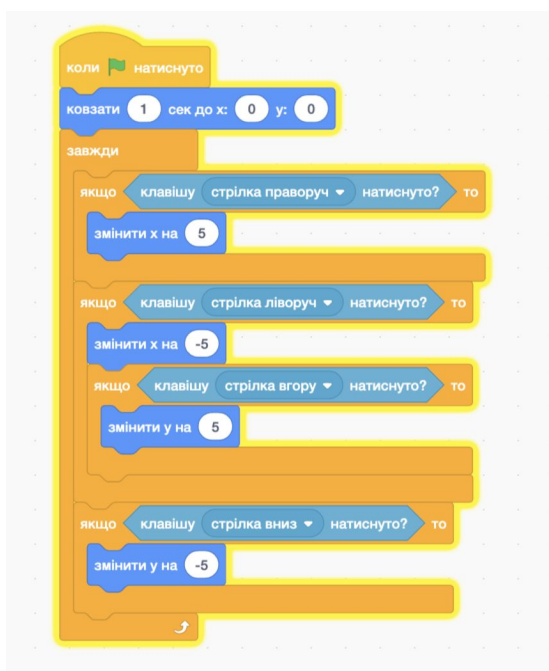 коли натиснуто
ковзати 1 сек до x: 0 y: 0
завжди
якщо клавішу стрілка праворуч натиснуто? то
змінити x на 5
якщо клавішу стрілка ліворуч натиснуто? то
змінити x на -5
якщо клавішу стрілка вгору натиснуто? то
змінити y на 5
якщо клавішу стрілка вниз натиснуто? то
змінити y на -5